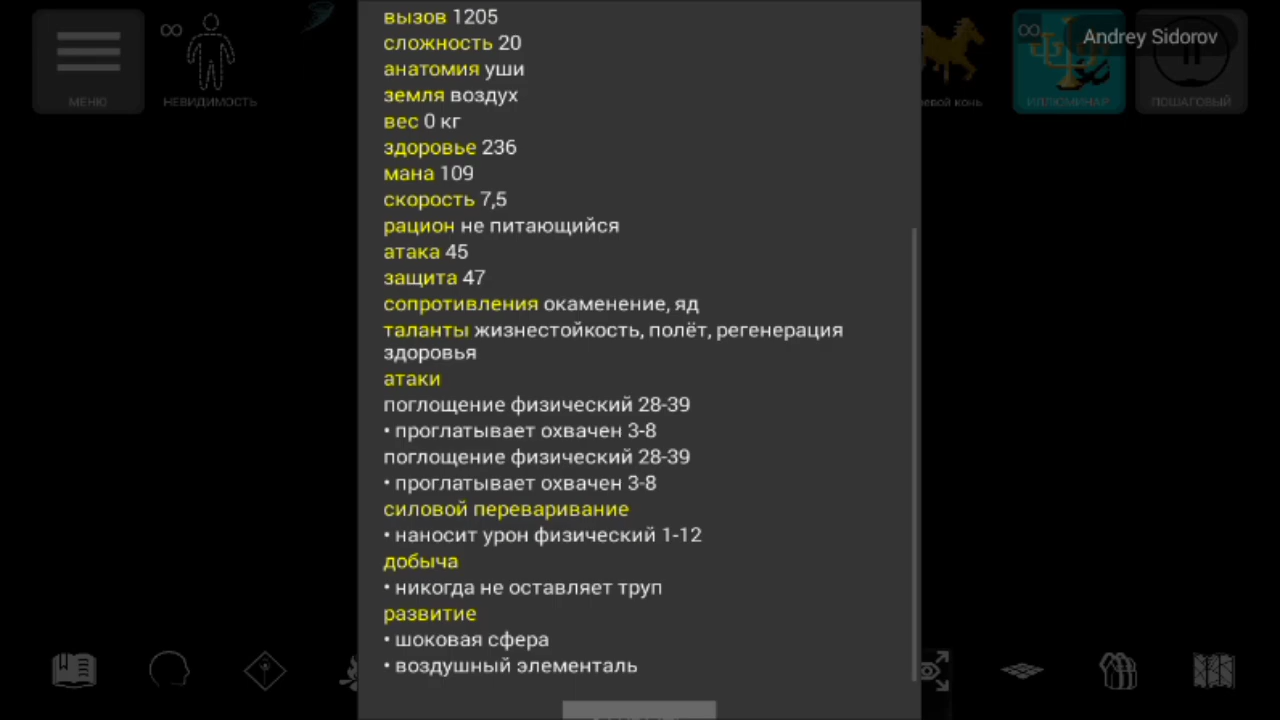 вызов 1205
сложность 20
анатомия уши
земля воздух
вес 0 кг
здоровье 236
мана 109
скорость 7,5
рацион не питающийся
атака 45
защита 47
сопротивления окаменение, яд
таланты жизнестойкость, полёт, регенерация
здоровья
атаки
поглощение физический 28-39
• проглатывает охвачен 3-8
поглощение физический 28-39
• проглатывает охвачен 3-8
силовой переваривание
• наносит урон физический 1-12
добыча
• никогда не оставляет труп
развитие
• шоковая сфера
• воздушный элементаль
МЕНЮ
∞
НЕВИДИМОСТЬ
евой конь
∞
ИЛЛЮМИНАР
Andrey Sidorov
ПОШАГОВЫЙ